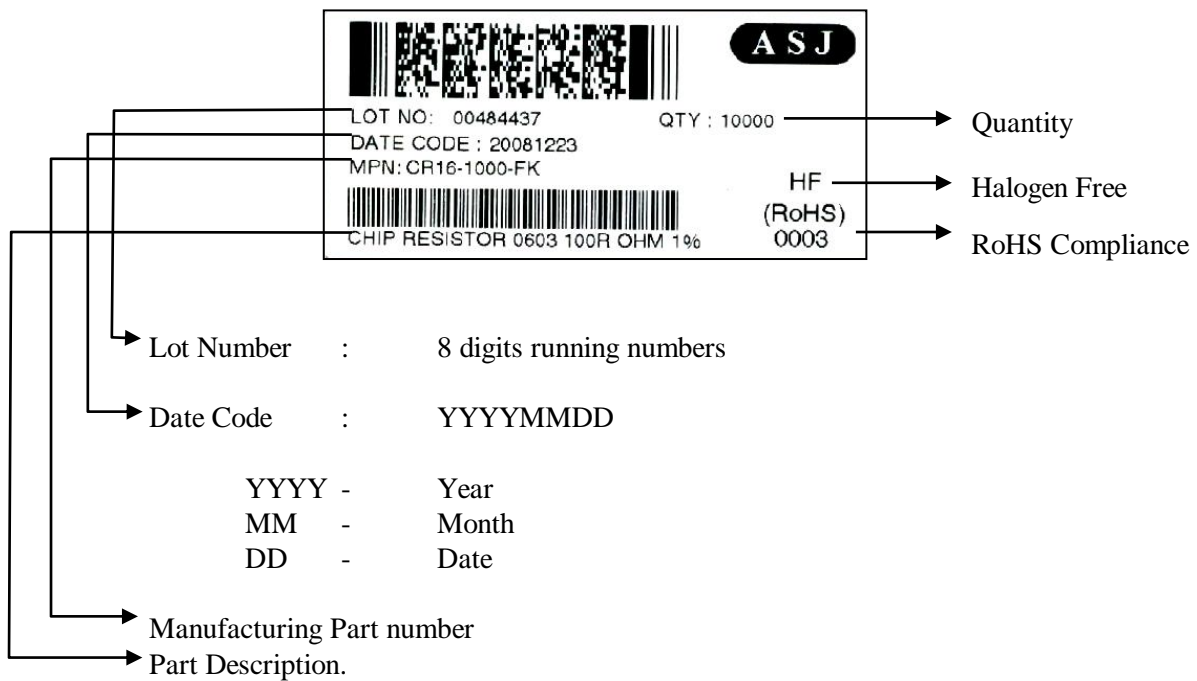 ASJ
LOT NO: 00484437 QTY : 10000
Quantity
DATE CODE : 20081223
MPN: CR16-1000-FK
HF
Halogen Free
(RoHS)
CHIP RESISTOR 0603 100R OHM 1% 0003
RoHS Compliance
Lot Number : 8 digits running numbers
Date Code : YYYYMMDD
YYYY - Year
MM - Month
DD - Date
Manufacturing Part number
Part Description.